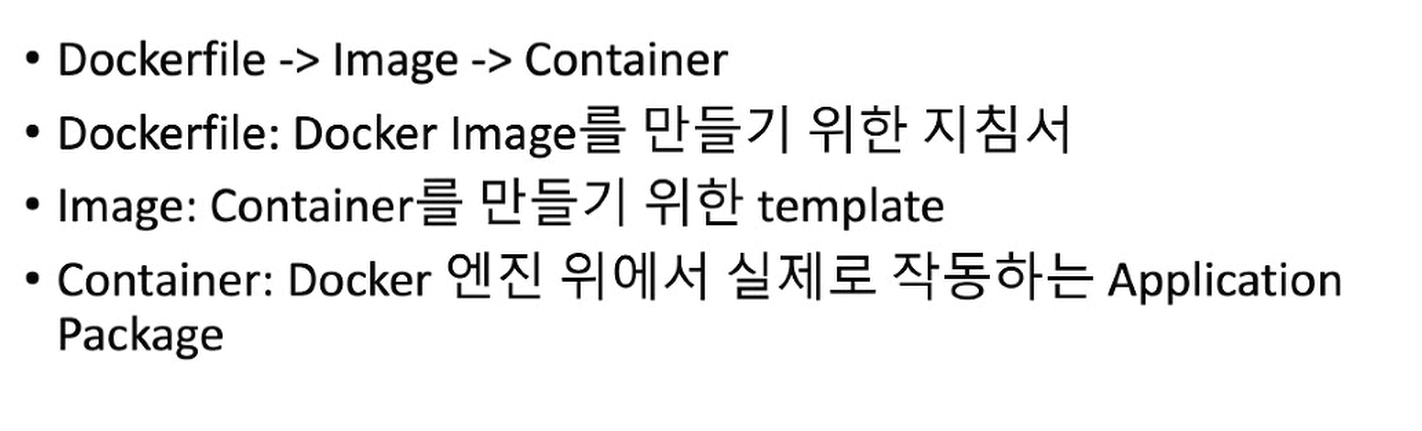 • Dockerfile -> Image -> Container
• Dockerfile: Docker Image를 만들기 위한 지침서
• Image: Container를 만들기 위한 template
• Container: Docker 엔진 위에서 실제로 작동하는 Application
Package